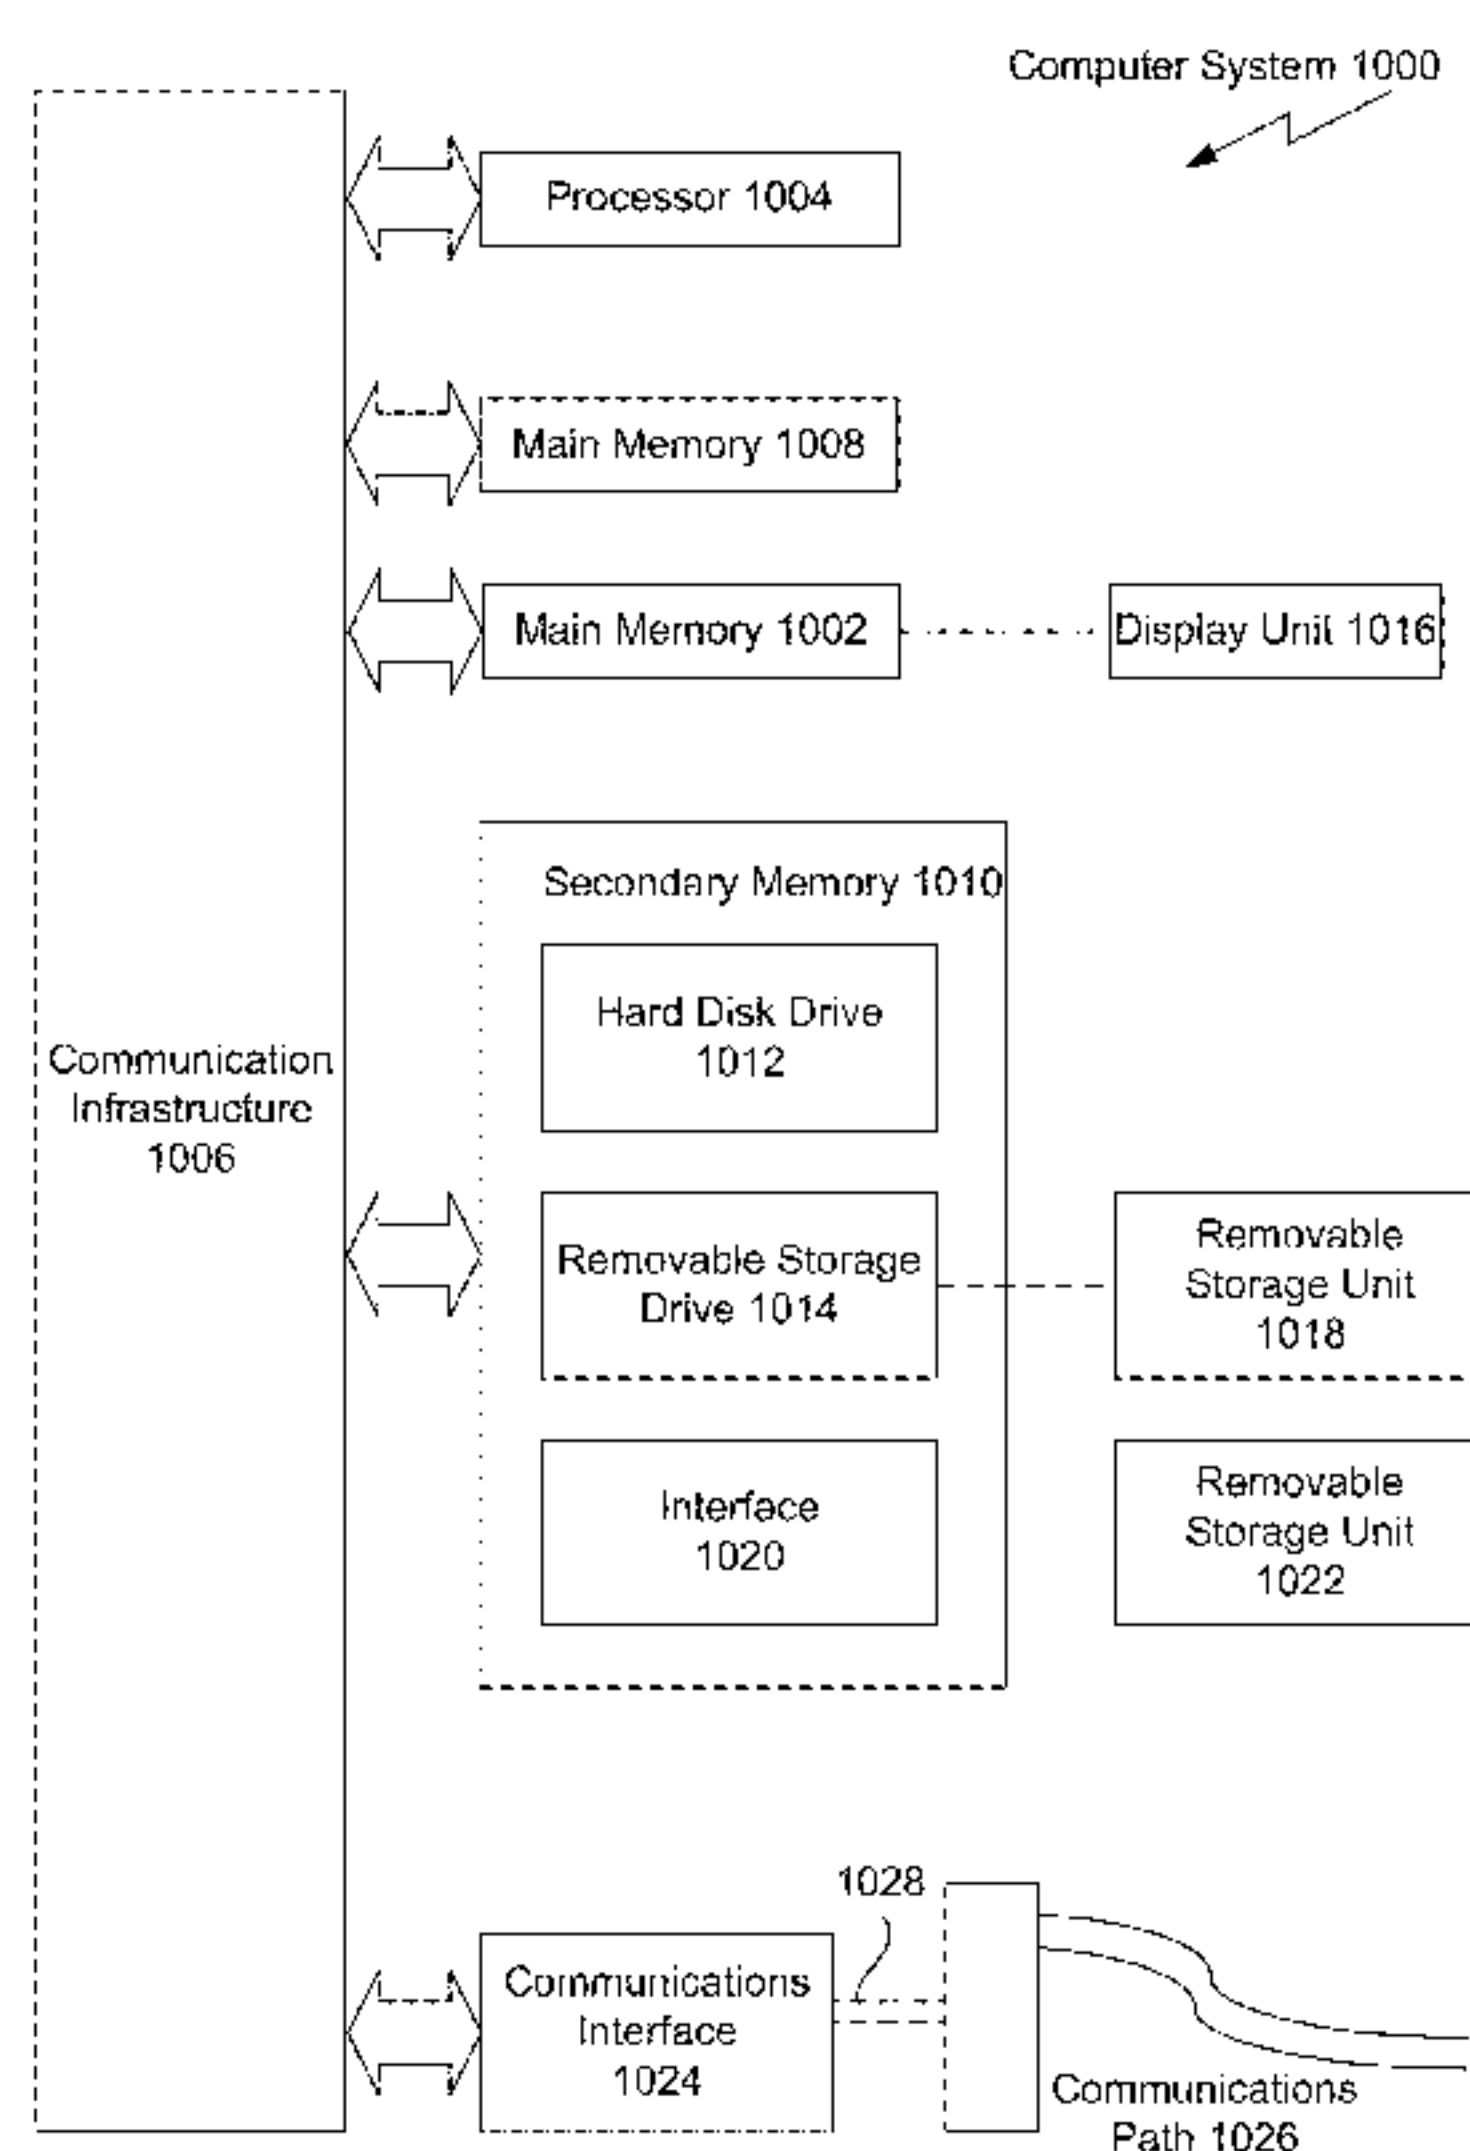 Computer System 1000
Processor 1004
Main Memory 1008
Main Memory 1002
Display Unit 1016
Secondary Memory 1010
Hard Disk Drive
1012
Communication
Infrastructure
1006
Removable Storage
Drive 1014
Removable
Storage Unit
1018
Interface
1020
Removable
Storage Unit
1022
1028
Communications
Interface
1024
Communications
Path 1026